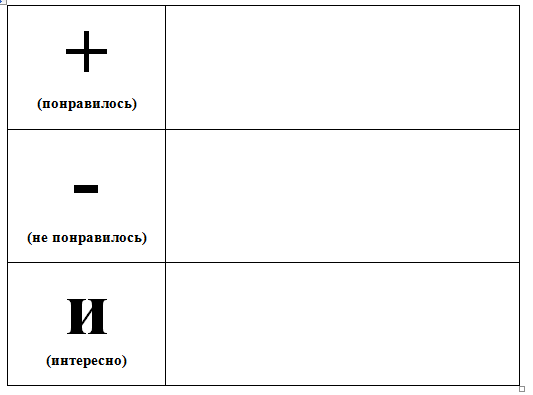 +
(понравилось)
-
(не понравилось)
и
(интересно)